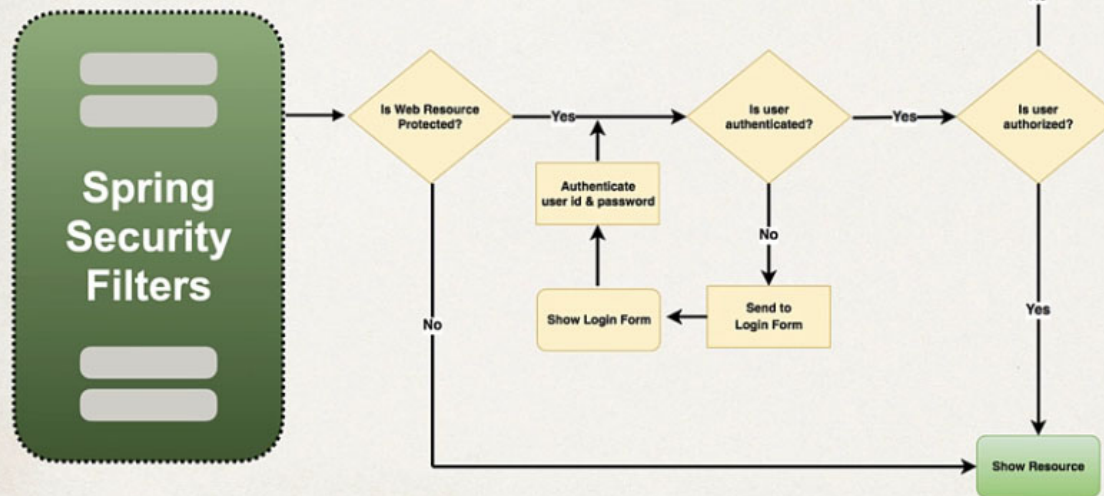 Spring
Security
Filters
Is Web Resource
Protected?
Yes
Is user
authenticated?
Yes
Is user
authorized?
Authenticate
user id & password
No
Show Login Form
Send to
Login Form
No
Yes
Show Resource